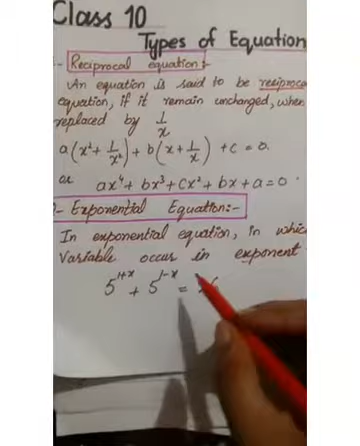 Class 10
Types of Equation
Reciprocal equation:-
An equation is said to be reciprocal
equation, if it remain unchanged, when
replaced by 1/x
a(x² + 1/x²) + b(x + 1/x) + c = 0.
or ax⁴ + bx³ + cx² + bx + a = 0
- Exponential Equation:-
In exponential equation, in which
Variable occur in exponent
5^(1+x) + 5^(1-x) =